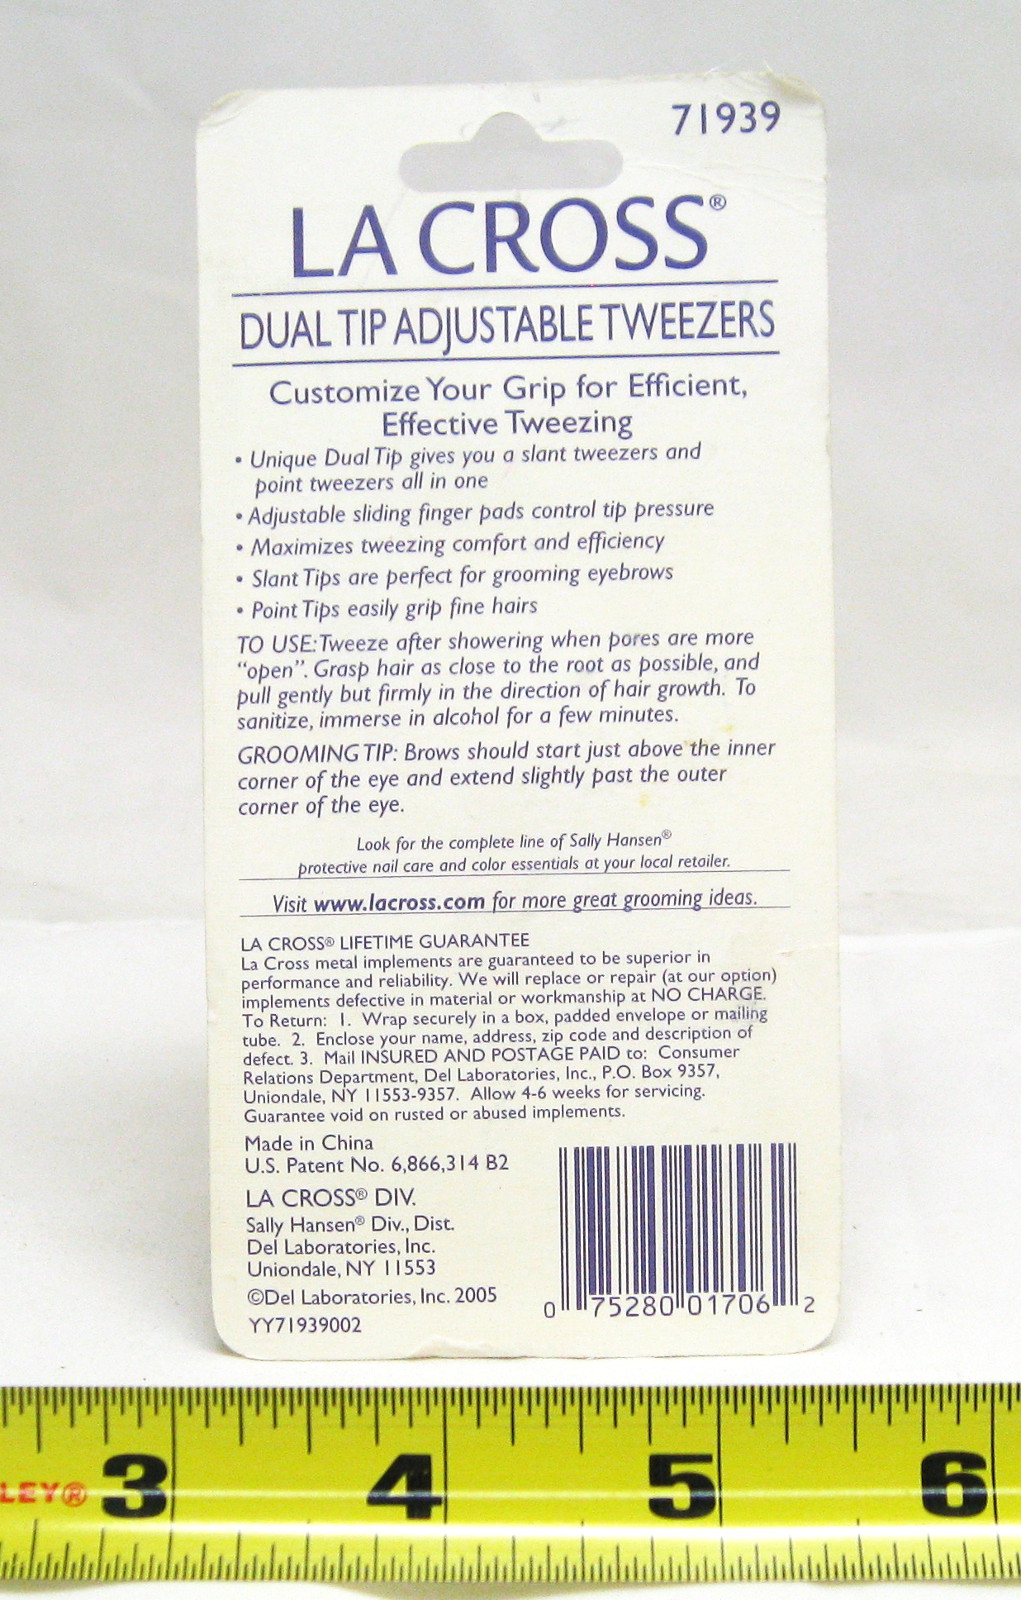 71939
LA CROSS®
DUAL TIP ADJUSTABLE TWEEZERS
Customize Your Grip for Efficient,
Effective Tweezing
• Unique Dual Tip gives you a slant tweezers and
point tweezers all in one
• Adjustable sliding finger pads control tip pressure
• Maximizes tweezing comfort and efficiency
• Slant Tips are perfect for grooming eyebrows
• Point Tips easily grip fine hairs
TO USE: Tweeze after showering when pores are more
“open”. Grasp hair as close to the root as possible, and
pull gently but firmly in the direction of hair growth. To
sanitize, immerse in alcohol for a few minutes.
GROOMING TIP: Brows should start just above the inner
corner of the eye and extend slightly past the outer
corner of the eye.
Look for the complete line of Sally Hansen®
protective nail care and color essentials at your local retailer.
Visit www.lacross.com for more great grooming ideas.
LA CROSS® LIFETIME GUARANTEE
La Cross metal implements are guaranteed to be superior in
performance and reliability. We will replace or repair (at our option)
implements defective in material or workmanship at NO CHARGE.
To Return: 1. Wrap securely in a box, padded envelope or mailing
tube. 2. Enclose your name, address, zip code and description of
defect. 3. Mail INSURED AND POSTAGE PAID to: Consumer
Relations Department, Del Laboratories, Inc., P.O. Box 9357,
Uniondale, NY 11553-9357. Allow 4-6 weeks for servicing.
Guarantee void on rusted or abused implements.
Made in China
U.S. Patent No. 6,866,314 B2
LA CROSS® DIV.
Sally Hansen® Div., Dist.
Del Laboratories, Inc.
Uniondale, NY 11553
©Del Laboratories, Inc. 2005
YY71939002
0 75280 01706 2
LEY® 3 4 5 6